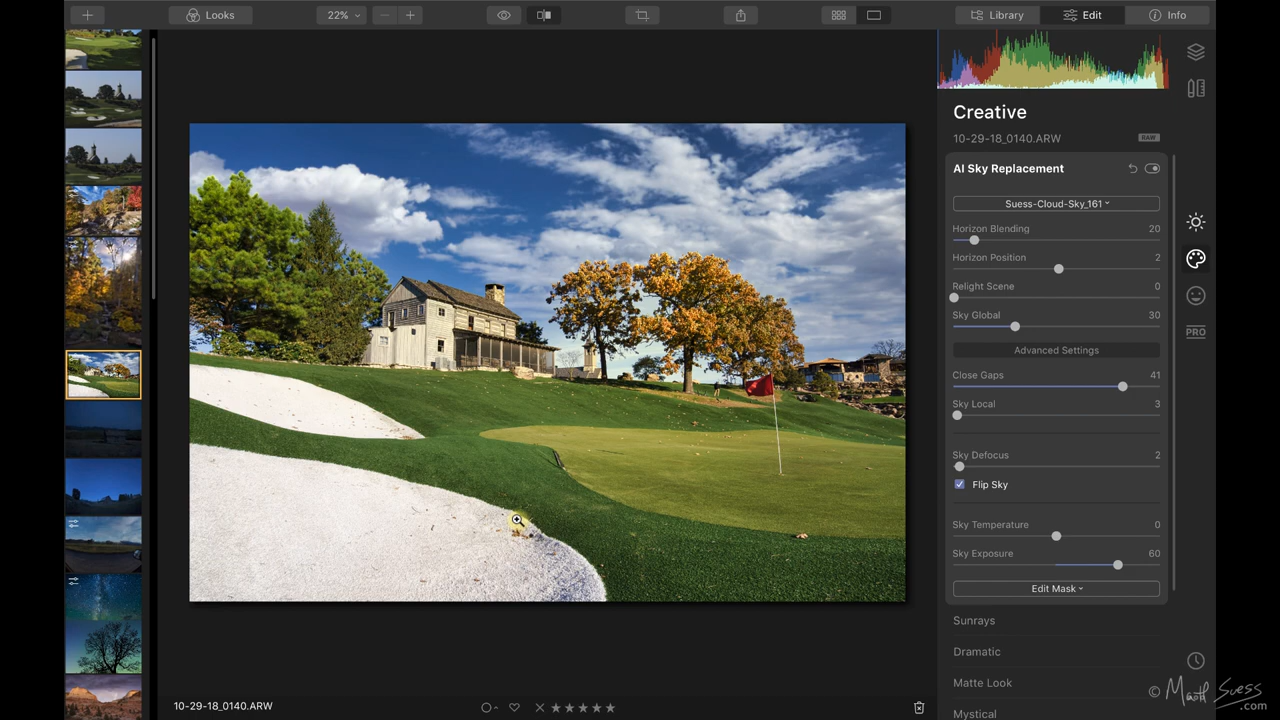 Looks
22%
Library
Edit
Info
Creative
10-29-18_0140.ARW
RAW
AI Sky Replacement
Suess-Cloud-Sky_161
Horizon Blending 20
Horizon Position 2
Relight Scene 0
Sky Global 30
Advanced Settings
Close Gaps 41
Sky Local 3
Sky Defocus 2
Flip Sky
Sky Temperature 0
Sky Exposure 60
Edit Mask
Sunrays
Dramatic
Matte Look
Mystical
PRO
10-29-18_0140.ARW
© Matt Suess
.com